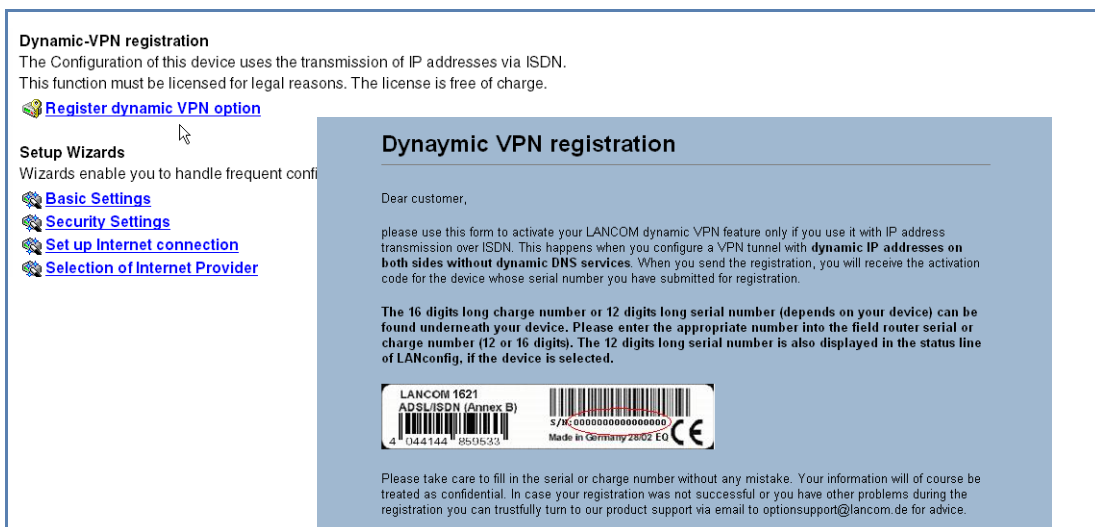 Dynamic-VPN registration
The Configuration of this device uses the transmission of IP addresses via ISDN.
This function must be licensed for legal reasons. The license is free of charge.
Register dynamic VPN option
Setup Wizards
Wizards enable you to handle frequent confi
Basic Settings
Security Settings
Set up Internet connection
Selection of Internet Provider
Dynaymic VPN registration
Dear customer,
please use this form to activate your LANCOM dynamic VPN feature only if you use it with IP address
transmission over ISDN. This happens when you configure a VPN tunnel with dynamic IP addresses on
both sides without dynamic DNS services. When you send the registration, you will receive the activation
code for the device whose serial number you have submitted for registration.
The 16 digits long charge number or 12 digits long serial number (depends on your device) can be
found underneath your device. Please enter the appropriate number into the field router serial or
charge number (12 or 16 digits). The 12 digits long serial number is also displayed in the status line
of LANconfig, if the device is selected.
LANCOM 1621
ADSL/ISDN (Annex B)
4 044144 859533
S/N:0000000000000000
Made in Germany 28/02 EQ CE
Please take care to fill in the serial or charge number without any mistake. Your information will of course be
treated as confidential. In case your registration was not successful or you have other problems during the
registration you can trustfully turn to our product support via email to optionsupport@lancom.de for advice.